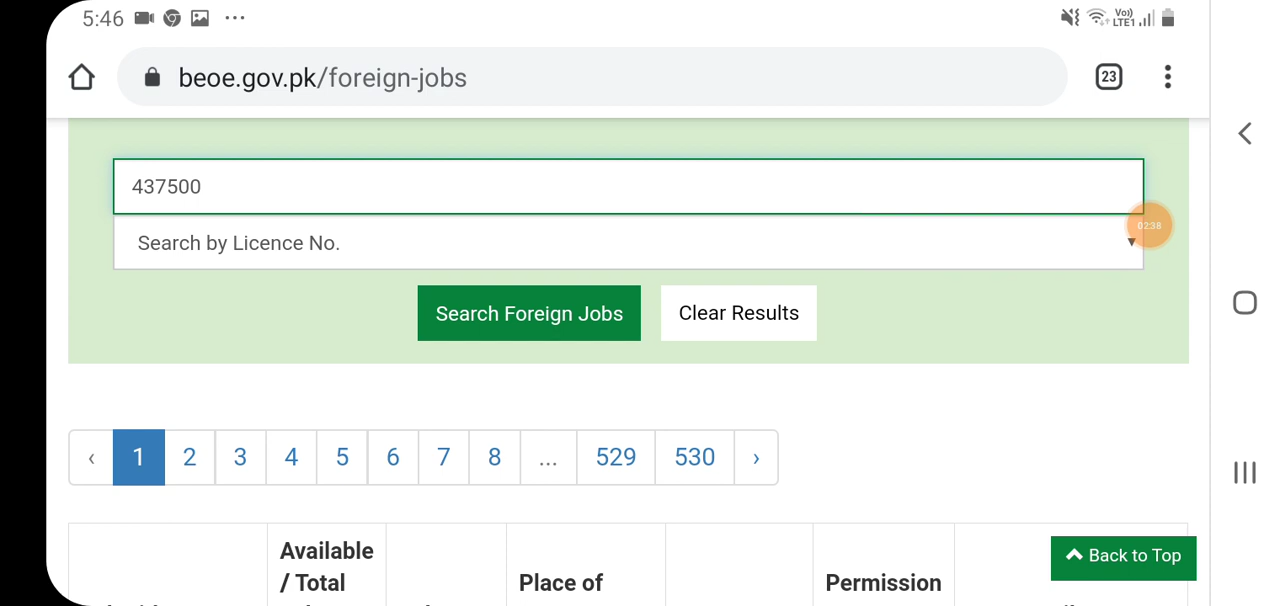 5:46 ...
Vo))
LTE1
beoe.gov.pk/foreign-jobs
23
437500
02:38
Search by Licence No.
Search Foreign Jobs
Clear Results
‹ 1 2 3 4 5 6 7 8 ... 529 530 ›
Available
/ Total
Place of
Permission
Back to Top